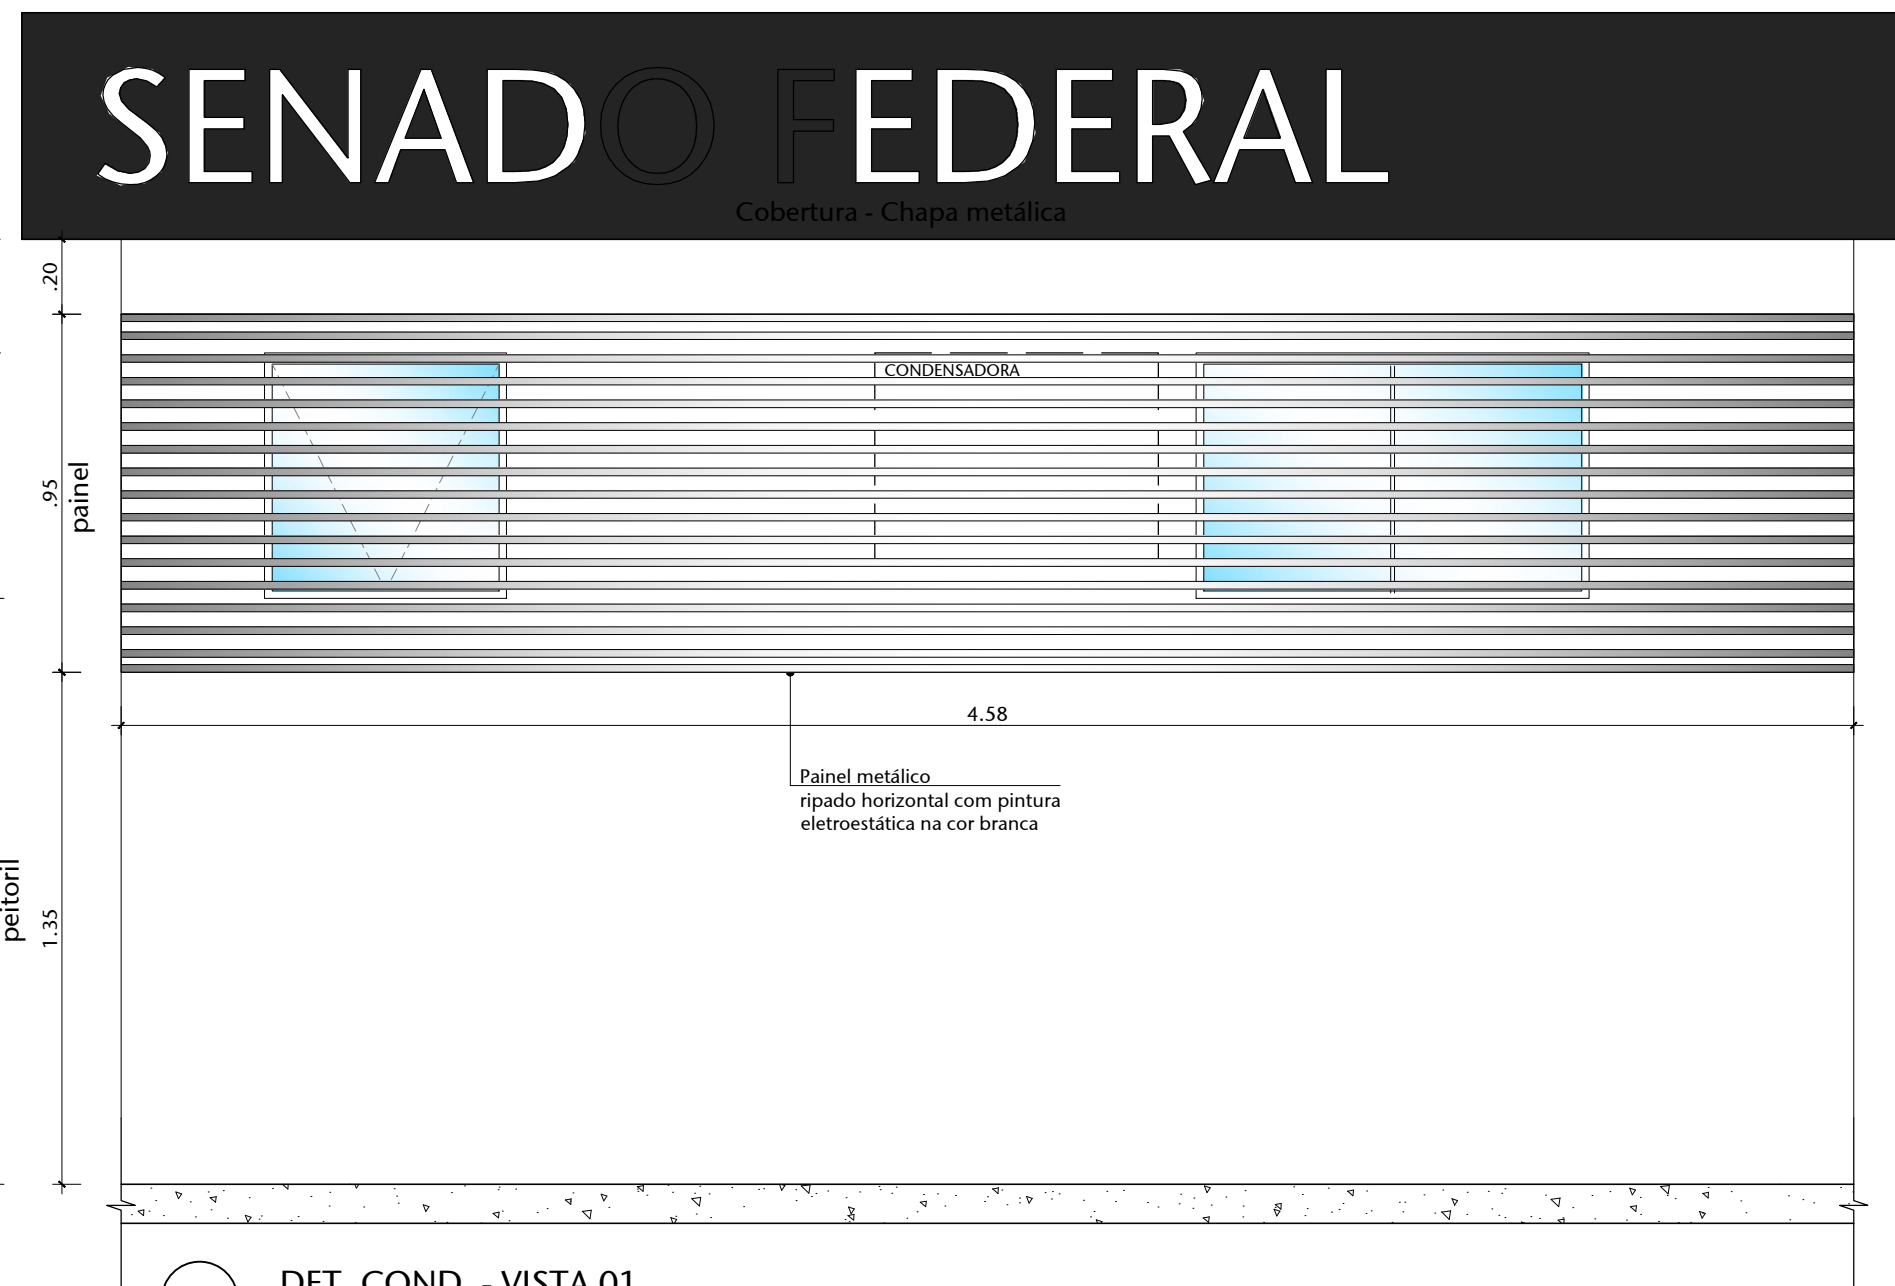 SENADO FEDERAL
Cobertura - Chapa metálica
.20
CONDENSADORA
.95
painel
4.58
Painel metálico
ripado horizontal com pintura
eletroestática na cor branca
peitoril
1.35
DET. COND. - VISTA 01